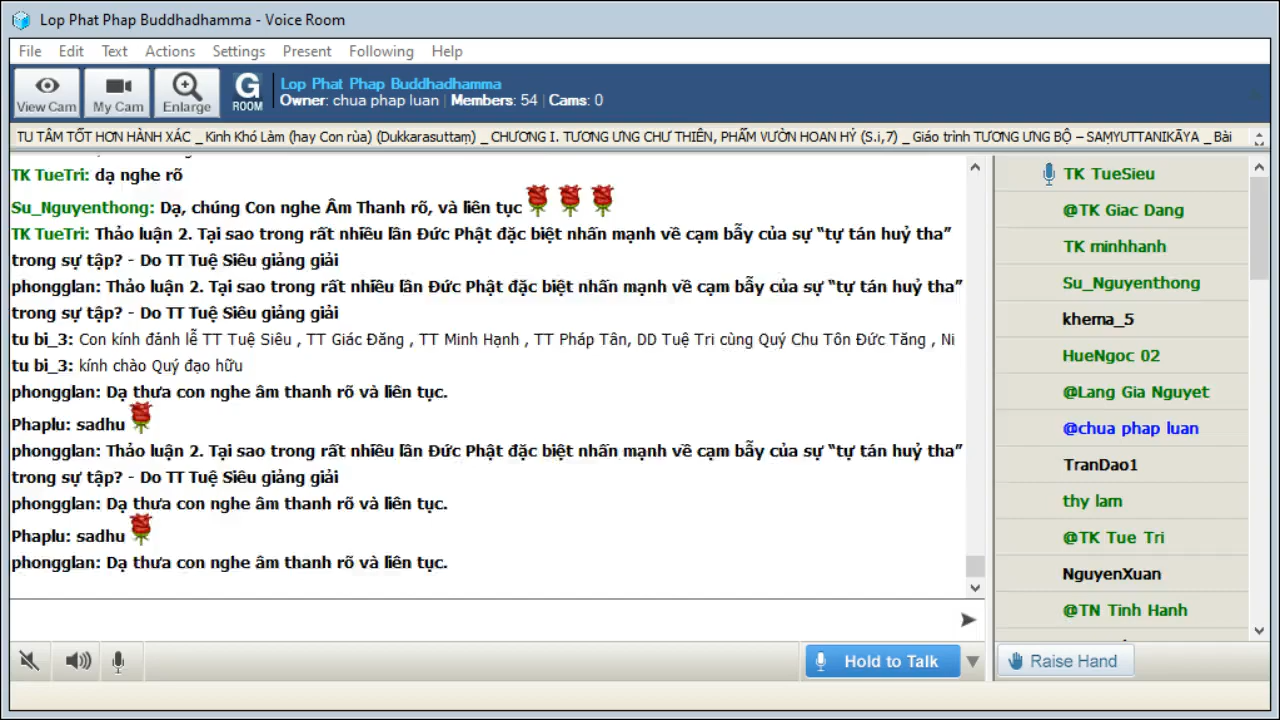 Lop Phat Phap Buddhadhamma - Voice Room
File Edit Text Actions Settings Present Following Help
View Cam My Cam Enlarge G ROOM
Lop Phat Phap Buddhadhamma
Owner: chua phap luan | Members: 54 | Cams: 0
TU TÂM TỐT HƠN HÀNH XÁC _ Kinh Khó Làm (hay Con rùa) (Dukkarasuttaṃ) _ CHƯƠNG I. TƯƠNG ƯNG CHƯ THIÊN, PHẨM VƯỜN HOAN HỶ (S.i,7) _ Giáo trình TƯƠNG ƯNG BỘ – SAṂYUTTANIKĀYA _ Bài
TK TueTri: dạ nghe rõ
Su_Nguyenthong: Dạ, chúng Con nghe Âm Thanh rõ, và liên tục
TK TueTri: Thảo luận 2. Tại sao trong rất nhiều lần Đức Phật đặc biệt nhấn mạnh về cạm bẫy của sự “tự tán huỷ tha”
trong sự tập? - Do TT Tuệ Siêu giảng giải
phongglan: Thảo luận 2. Tại sao trong rất nhiều lần Đức Phật đặc biệt nhấn mạnh về cạm bẫy của sự “tự tán huỷ tha”
trong sự tập? - Do TT Tuệ Siêu giảng giải
tu bi_3: Con kính đảnh lễ TT Tuệ Siêu , TT Giác Đăng , TT Minh Hạnh , TT Pháp Tân, DD Tuệ Tri cùng Quý Chu Tôn Đức Tăng , Ni
tu bi_3: kính chào Quý đạo hữu
phongglan: Dạ thưa con nghe âm thanh rõ và liên tục.
Phaplu: sadhu
phongglan: Thảo luận 2. Tại sao trong rất nhiều lần Đức Phật đặc biệt nhấn mạnh về cạm bẫy của sự “tự tán huỷ tha”
trong sự tập? - Do TT Tuệ Siêu giảng giải
phongglan: Dạ thưa con nghe âm thanh rõ và liên tục.
Phaplu: sadhu
phongglan: Dạ thưa con nghe âm thanh rõ và liên tục.
TK TueSieu
@TK Giac Dang
TK minhhanh
Su_Nguyenthong
khema_5
HueNgoc 02
@Lang Gia Nguyet
@chua phap luan
TranDao1
thy lam
@TK Tue Tri
NguyenXuan
@TN Tinh Hanh
Hold to Talk
Raise Hand